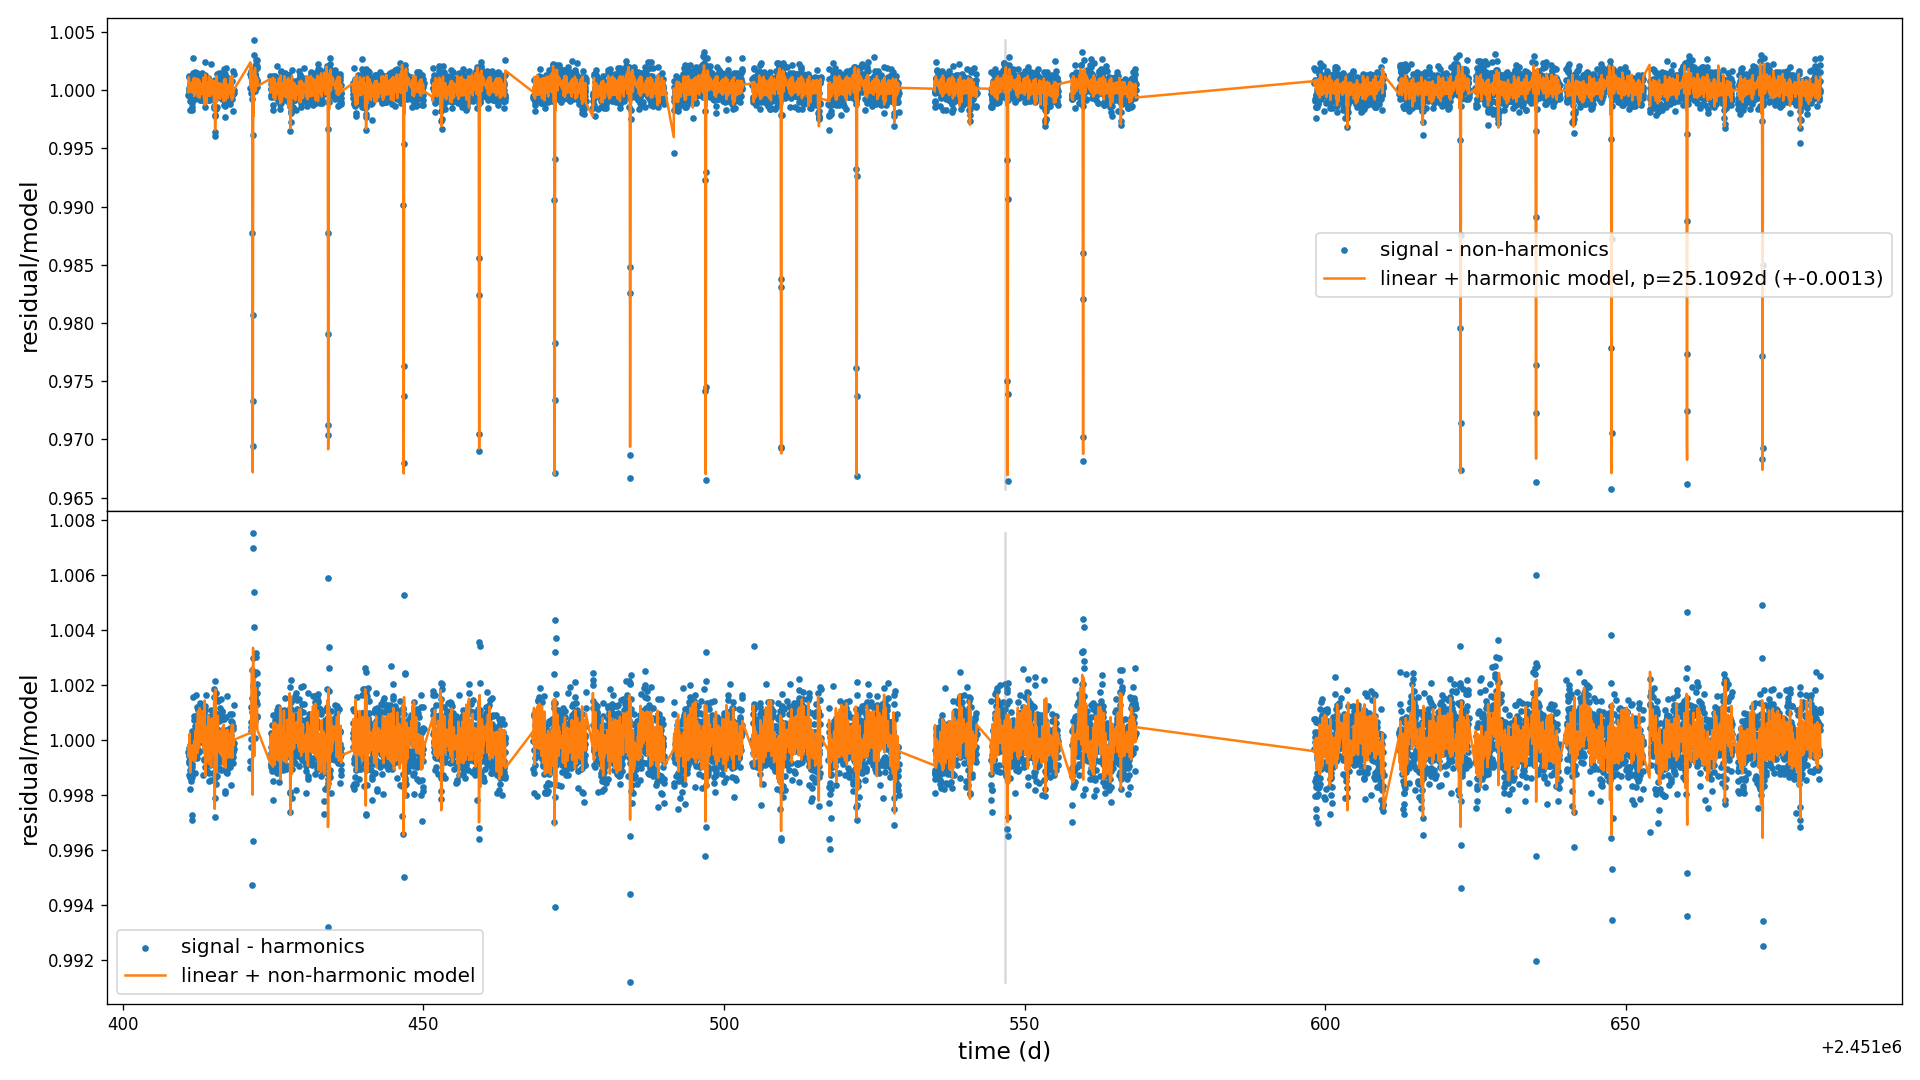 1.005
1.000
0.995
0.990
0.985
0.980
0.975
0.970
0.965
residual/model
signal - non-harmonics
linear + harmonic model, p=25.1092d (+-0.0013)
1.008
1.006
1.004
1.002
1.000
0.998
0.996
0.994
0.992
residual/model
signal - harmonics
linear + non-harmonic model
400 450 500 550 600 650
time (d)
+2.451e6